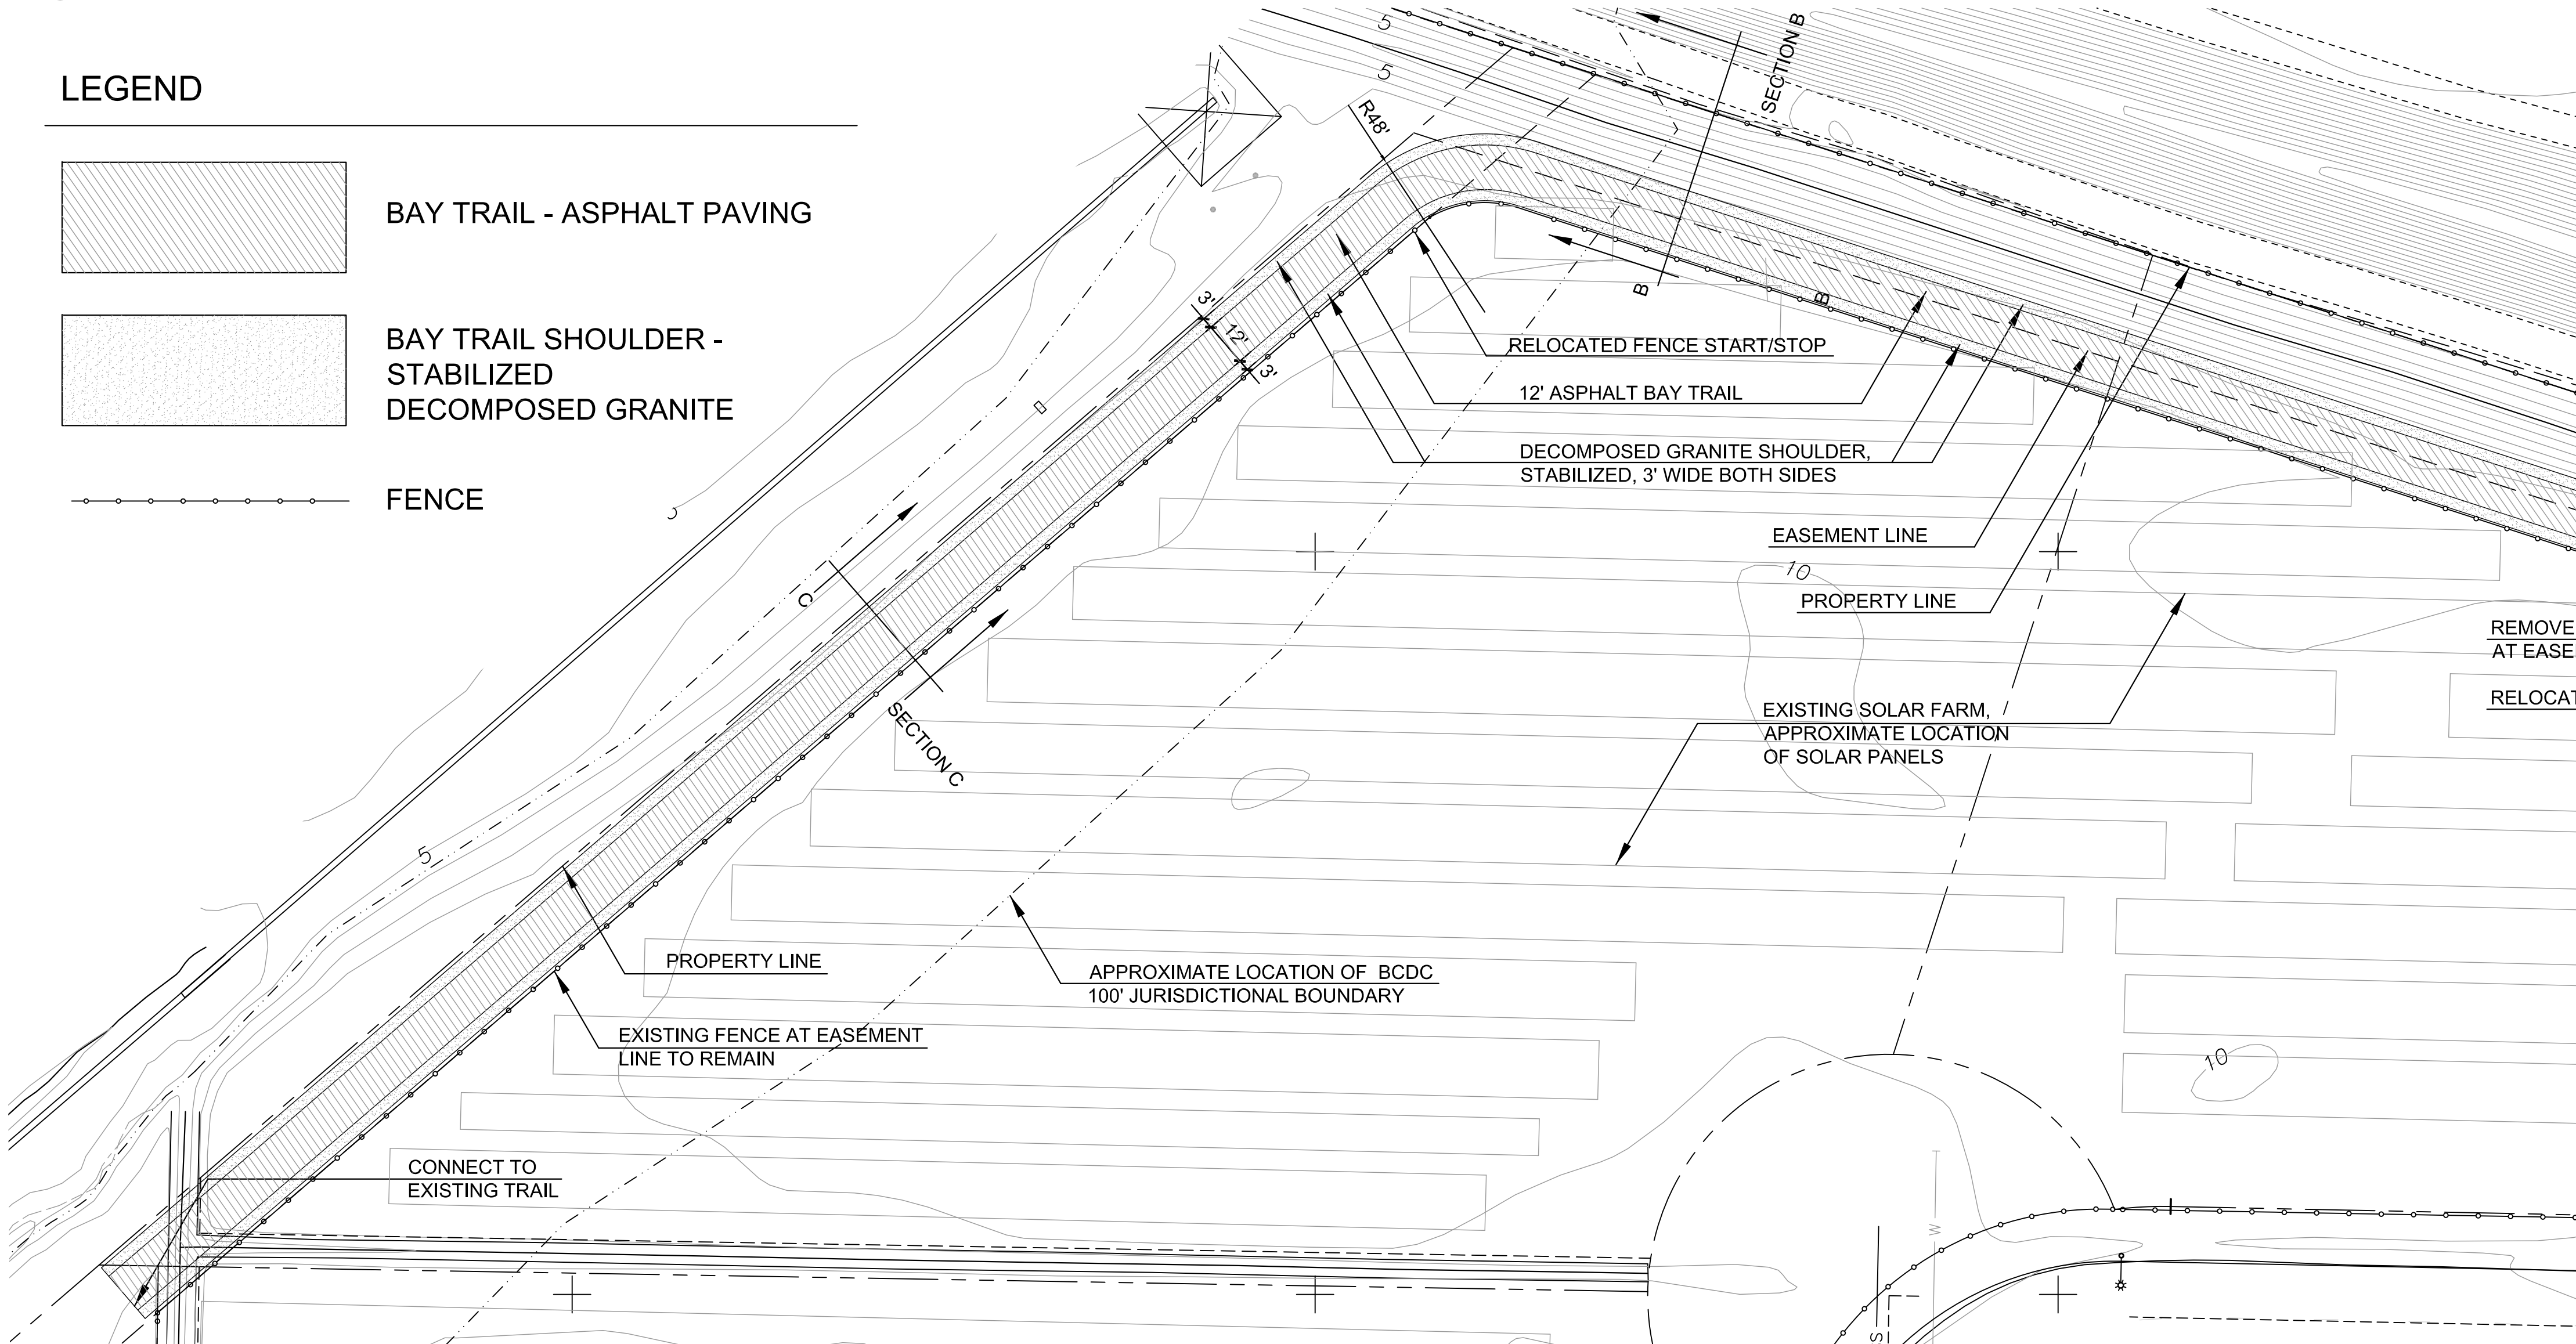 LEGEND
BAY TRAIL - ASPHALT PAVING
BAY TRAIL SHOULDER -
STABILIZED
DECOMPOSED GRANITE
FENCE
5
5
SECTION B
R48'
B
B
3'
12'
3'
RELOCATED FENCE START/STOP
12' ASPHALT BAY TRAIL
DECOMPOSED GRANITE SHOULDER,
STABILIZED, 3' WIDE BOTH SIDES
EASEMENT LINE
10
PROPERTY LINE
C
SECTION C
REMOVE
AT EASE
RELOCAT
EXISTING SOLAR FARM,
APPROXIMATE LOCATION
OF SOLAR PANELS
5
PROPERTY LINE
APPROXIMATE LOCATION OF BCDC
100' JURISDICTIONAL BOUNDARY
EXISTING FENCE AT EASEMENT
LINE TO REMAIN
10
CONNECT TO
EXISTING TRAIL
W
S